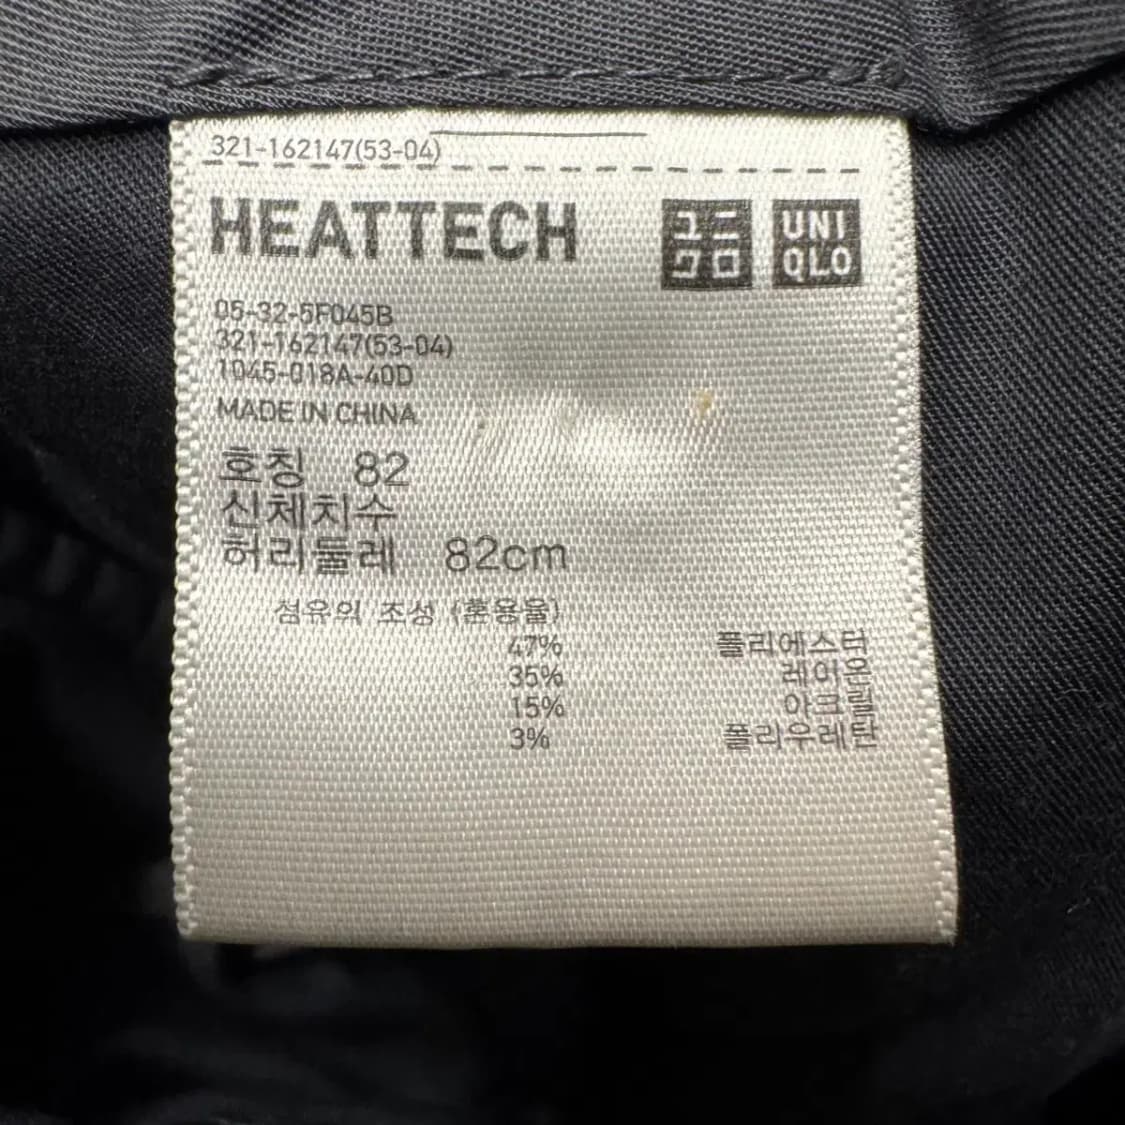 321-162147(53-04)
HEATTECH ユニクロ UNIQLO
05-32-5F045B
321-162147(53-04)
1045-018A-40D
MADE IN CHINA
호칭 82
신체치수
허리둘레 82cm
섬유의 조성 (혼용율)
47% 폴리에스터
35% 레이온
15% 아크릴
3% 폴리우레탄